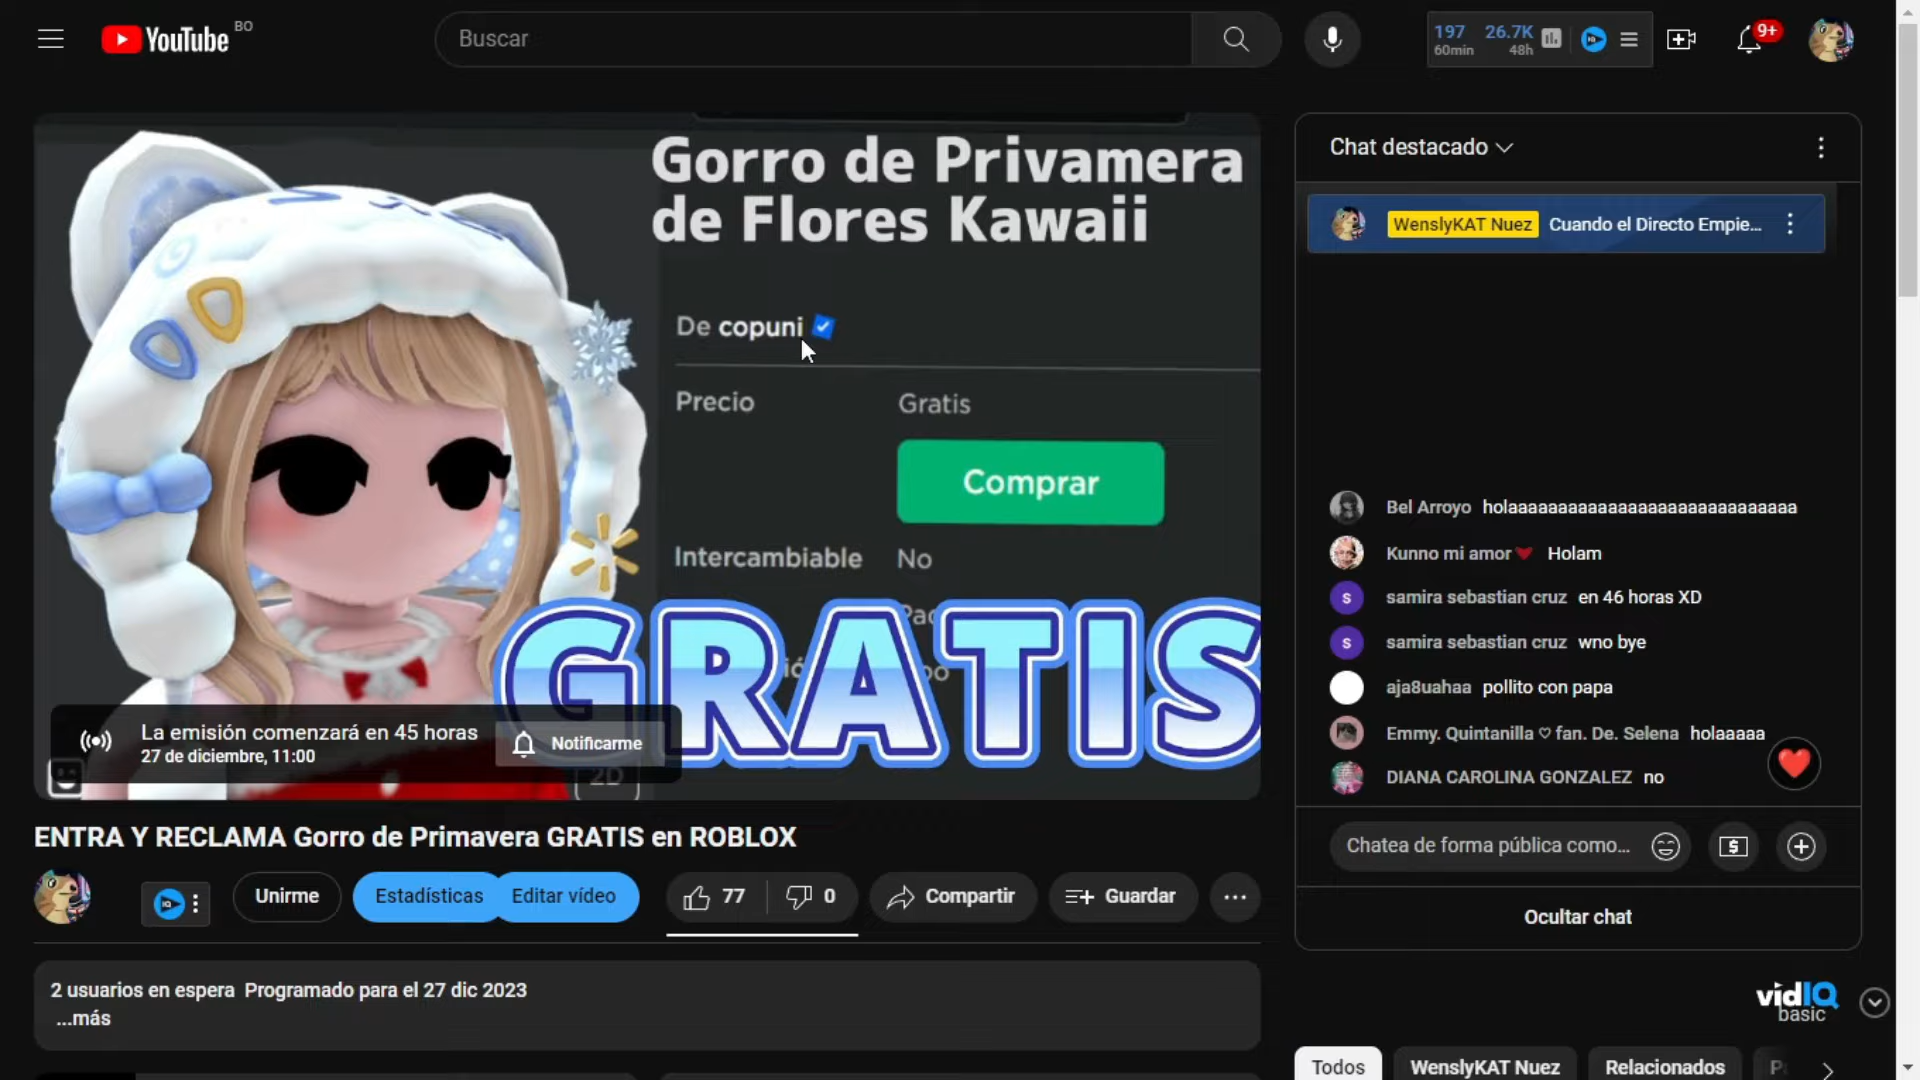 YouTube BO
Buscar
197 26.7K
60min 48h
9+
Gorro de Privamera
de Flores Kawaii
De copuni
Precio Gratis
Comprar
Intercambiable No
GRATIS
La emisión comenzará en 45 horas
27 de diciembre, 11:00
Notificarme
2D
ENTRA Y RECLAMA Gorro de Primavera GRATIS en ROBLOX
Unirme
Estadísticas
Editar vídeo
77
0
Compartir
Guardar
2 usuarios en espera Programado para el 27 dic 2023
...más
Chat destacado
WenslyKAT Nuez Cuando el Directo Empie...
Bel Arroyo holaaaaaaaaaaaaaaaaaaaaaaaaaaaaa
Kunno mi amor Holam
s samira sebastian cruz en 46 horas XD
s samira sebastian cruz wno bye
aja8uahaa pollito con papa
Emmy. Quintanilla ♡ fan. De. Selena holaaaaa
DIANA CAROLINA GONZALEZ no
Chatea de forma pública como...
Ocultar chat
vidIQ
basic
Todos
WenslyKAT Nuez
Relacionados